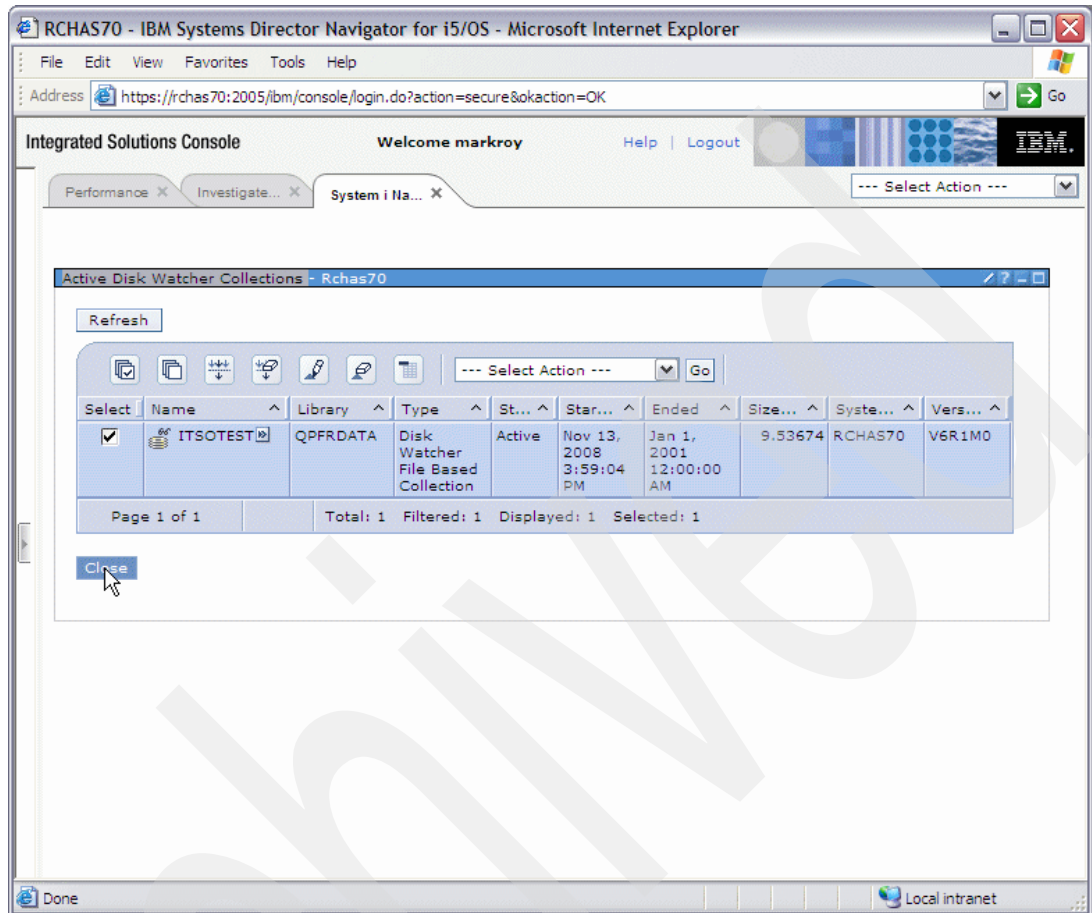 RCHAS70 - IBM Systems Director Navigator for i5/OS - Microsoft Internet Explorer
File Edit View Favorites Tools Help
Address https://rchas70:2005/ibm/console/login.do?action=secure&okaction=OK Go
Integrated Solutions Console Welcome markroy Help | Logout IBM.
Performance Investigate... System i Na... --- Select Action ---
Active Disk Watcher Collections - Rchas70
Refresh
--- Select Action --- Go
Select Name Library Type St... Star... Ended Size... Syste... Vers...
ITSOTEST QPFRDATA Disk Watcher File Based Collection Active Nov 13, 2008 3:59:04 PM Jan 1, 2001 12:00:00 AM 9.53674 RCHAS70 V6R1M0
Page 1 of 1 Total: 1 Filtered: 1 Displayed: 1 Selected: 1
Close
Done Local intranet